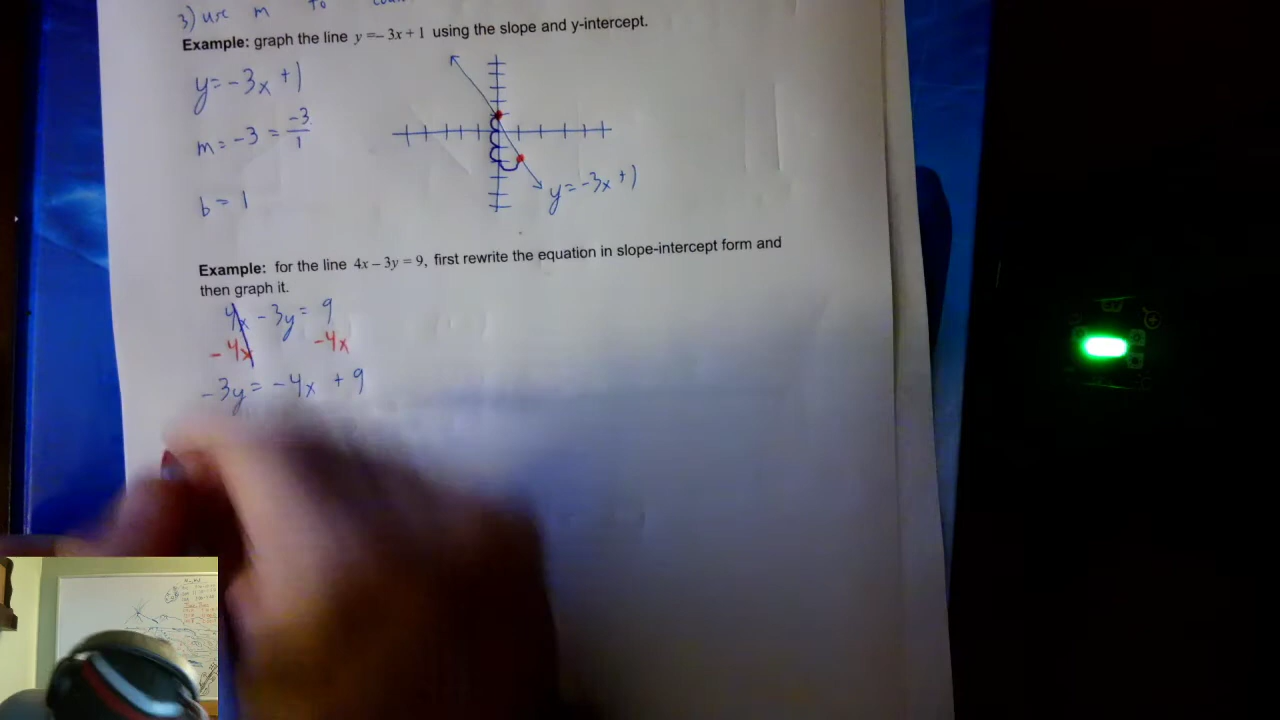 3) use m to
Example: graph the line y = – 3x + 1 using the slope and y-intercept.
y = -3x + 1
m = -3 = -3/1
b = 1
y = -3x + 1
Example: for the line 4x – 3y = 9, first rewrite the equation in slope-intercept form and
then graph it.
4x - 3y = 9
-4x -4x
-3y = -4x + 9